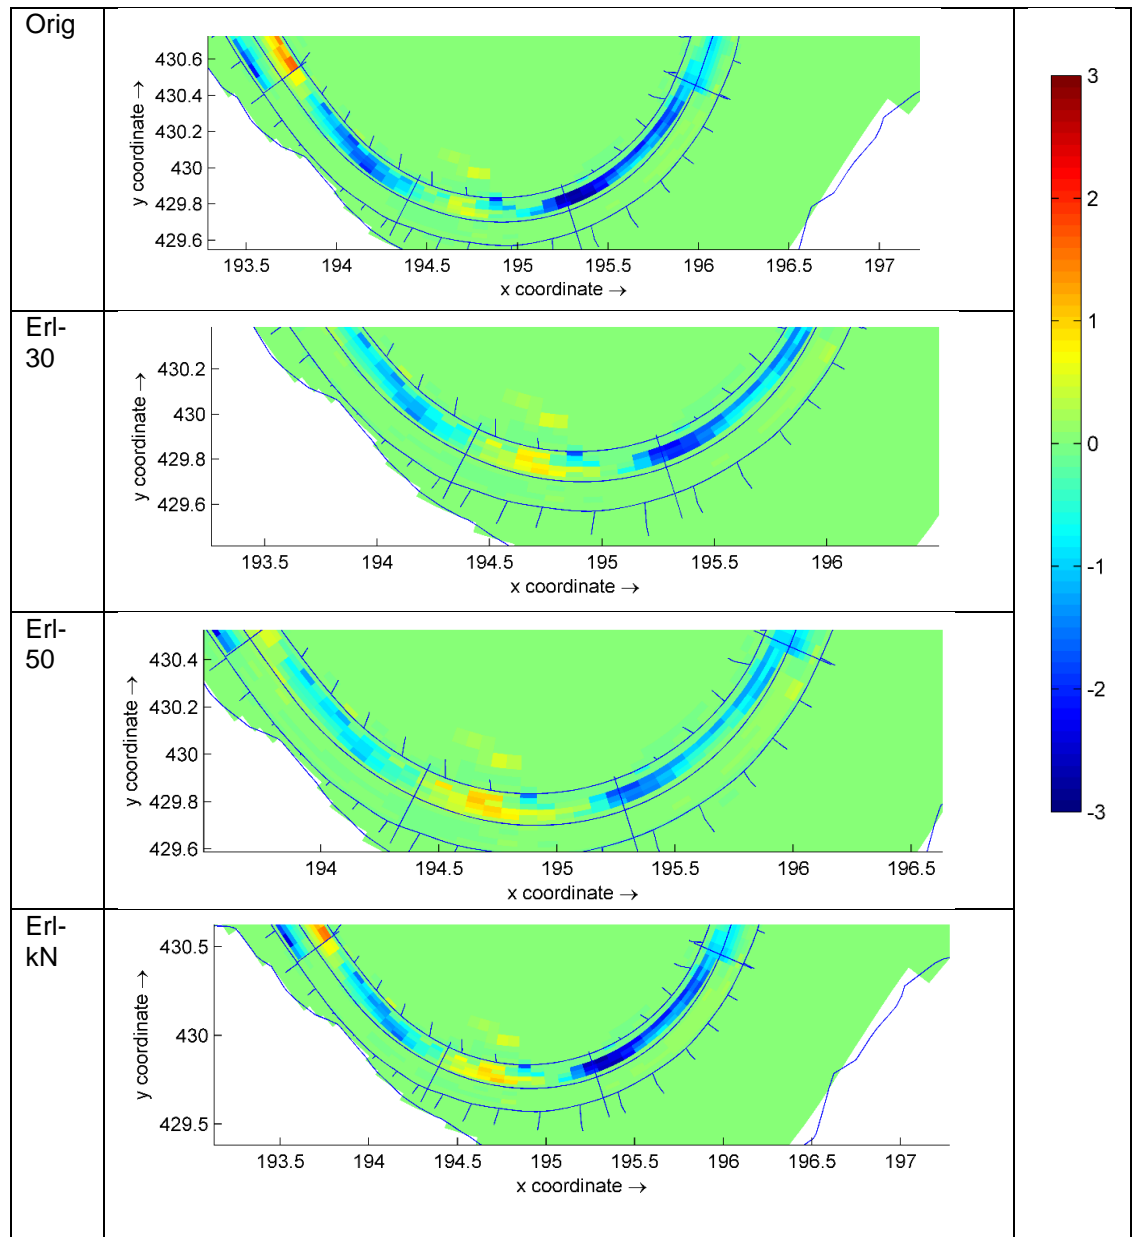 Orig
430.6
430.4
430.2
430
429.8
429.6
y coordinate →
193.5 194 194.5 195 195.5 196 196.5 197
x coordinate →
Erl-
30
430.2
430
429.8
429.6
y coordinate →
193.5 194 194.5 195 195.5 196
x coordinate →
Erl-
50
430.4
430.2
430
429.8
429.6
y coordinate →
194 194.5 195 195.5 196 196.5
x coordinate →
Erl-
kN
430.5
430
429.5
y coordinate →
193.5 194 194.5 195 195.5 196 196.5 197
x coordinate →
3
2
1
0
-1
-2
-3